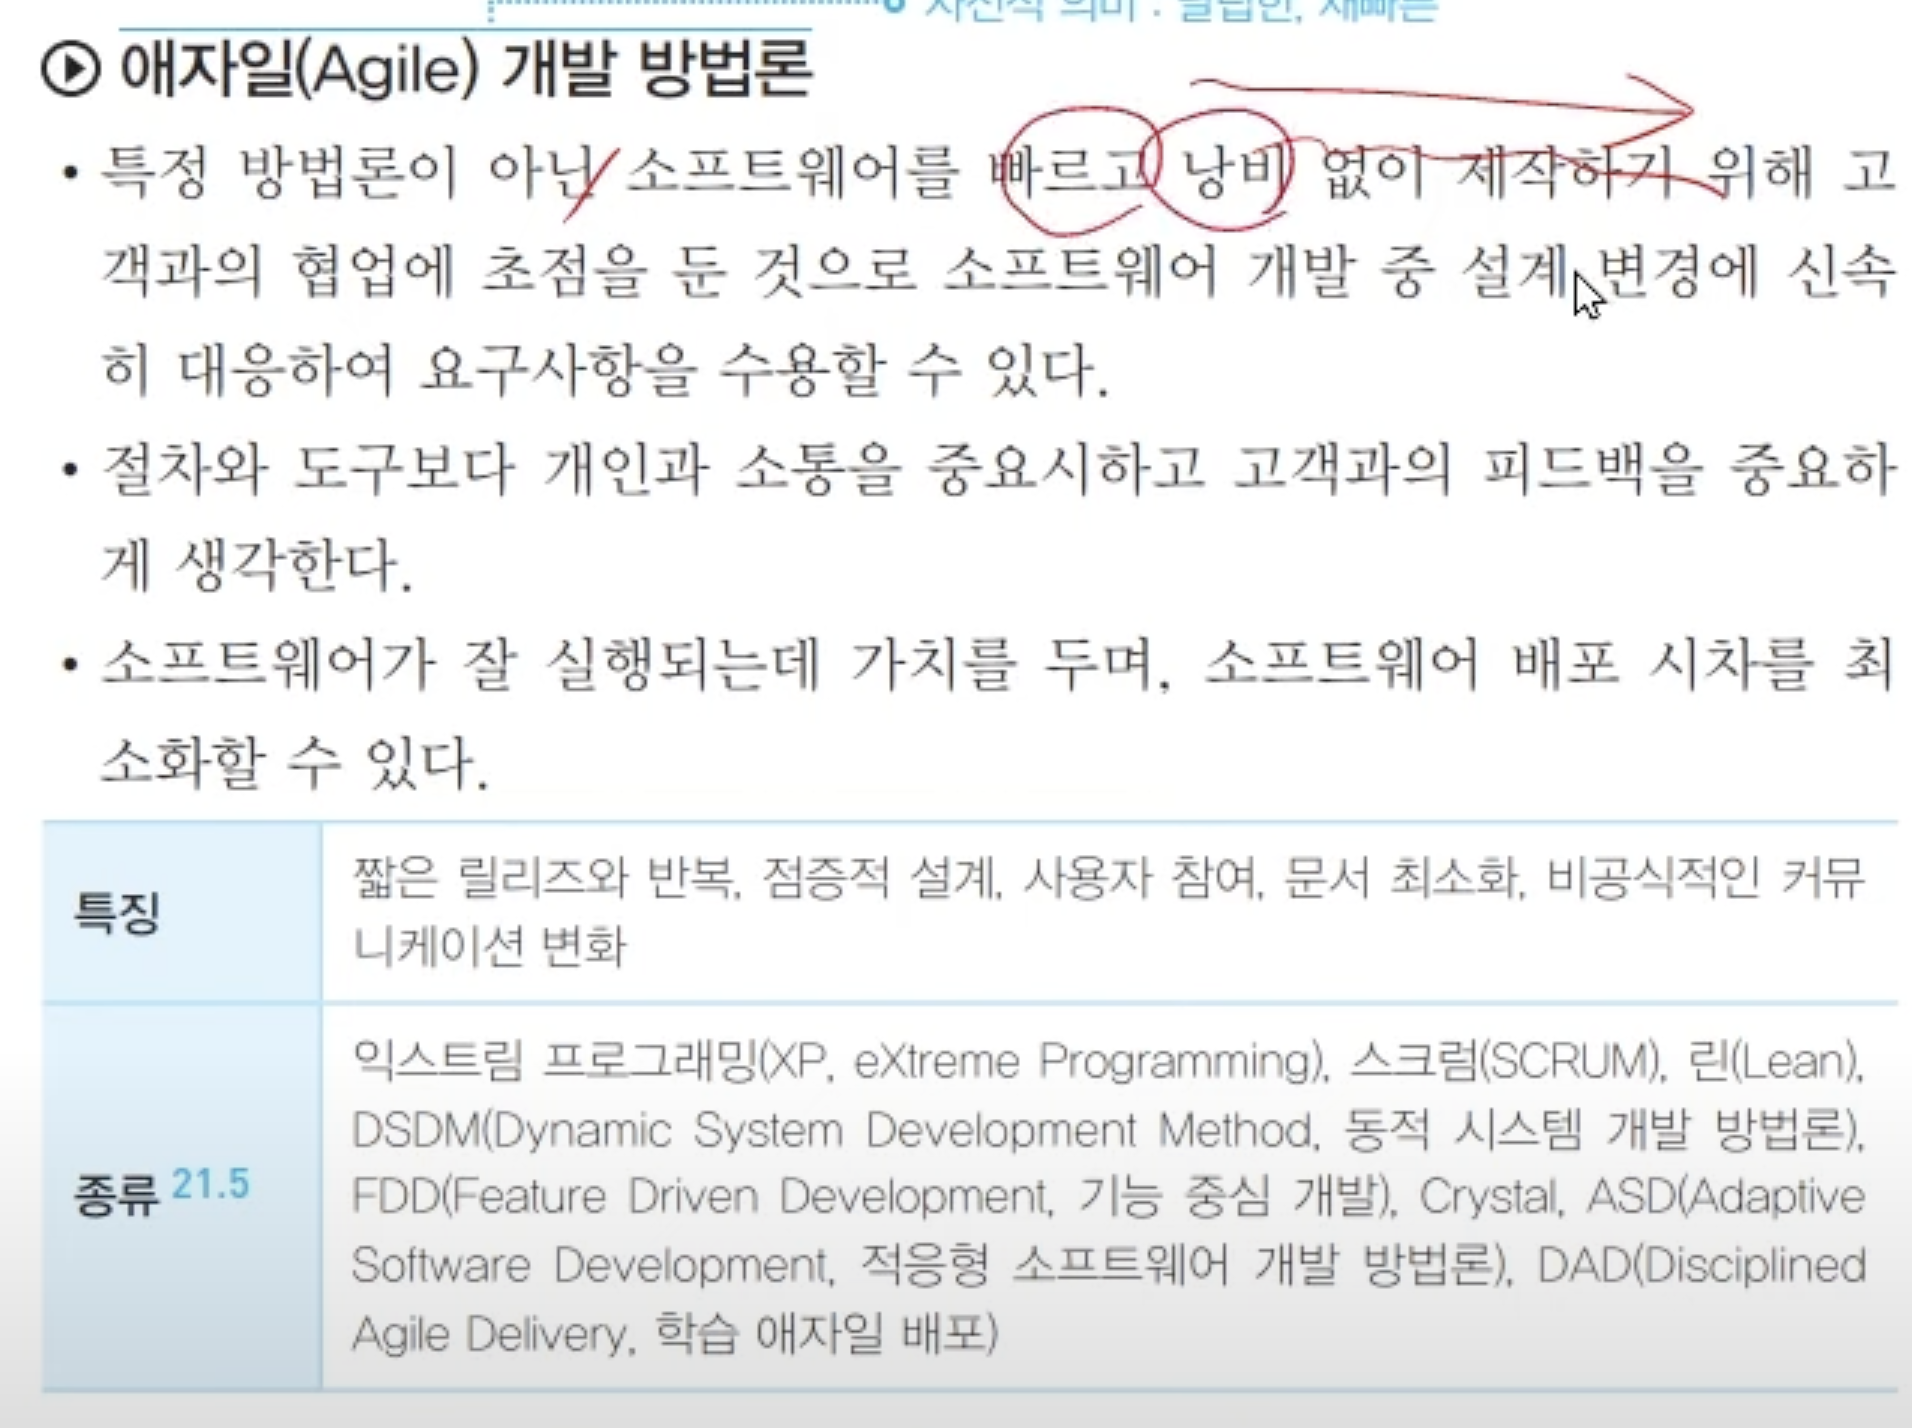 애자일(Agile) 개발 방법론
• 특정 방법론이 아닌 소프트웨어를 빠르고 낭비 없이 제작하기 위해 고
객과의 협업에 초점을 둔 것으로 소프트웨어 개발 중 설계 변경에 신속
히 대응하여 요구사항을 수용할 수 있다.
• 절차와 도구보다 개인과 소통을 중요시하고 고객과의 피드백을 중요하
게 생각한다.
• 소프트웨어가 잘 실행되는데 가치를 두며, 소프트웨어 배포 시차를 최
소화할 수 있다.
특징
짧은 릴리즈와 반복, 점증적 설계, 사용자 참여, 문서 최소화, 비공식적인 커뮤
니케이션 변화
종류 21.5
익스트림 프로그래밍(XP, eXtreme Programming), 스크럼(SCRUM), 린(Lean),
DSDM(Dynamic System Development Method, 동적 시스템 개발 방법론),
FDD(Feature Driven Development, 기능 중심 개발), Crystal, ASD(Adaptive
Software Development, 적응형 소프트웨어 개발 방법론), DAD(Disciplined
Agile Delivery, 학습 애자일 배포)